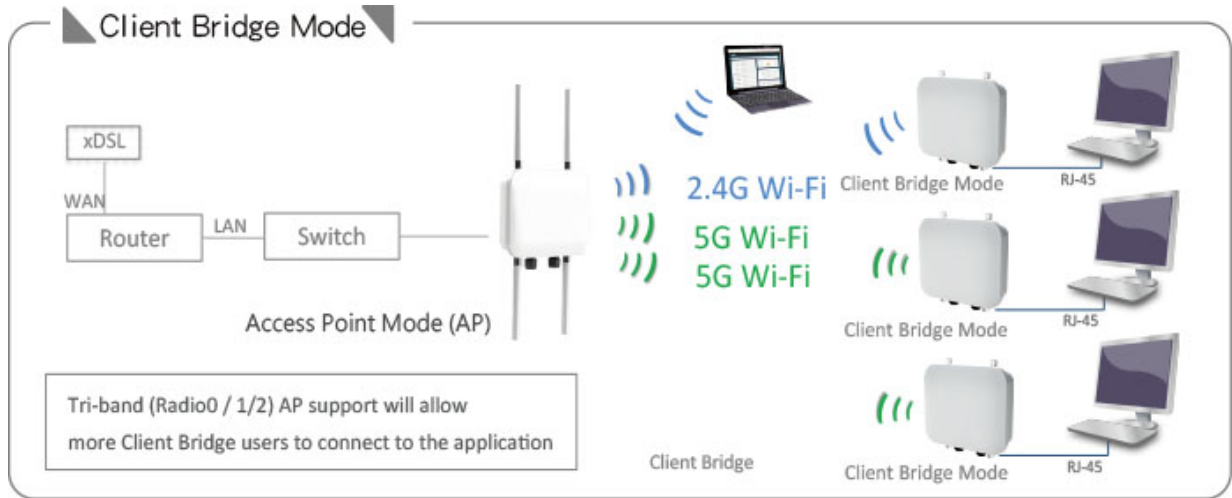 Client Bridge Mode
xDSL
WAN
Router
LAN
Switch
Access Point Mode (AP)
2.4G Wi-Fi
5G Wi-Fi
5G Wi-Fi
Client Bridge Mode
RJ-45
Client Bridge Mode
RJ-45
Client Bridge Mode
RJ-45
Client Bridge
Tri-band (Radio0 / 1/2) AP support will allow
more Client Bridge users to connect to the application